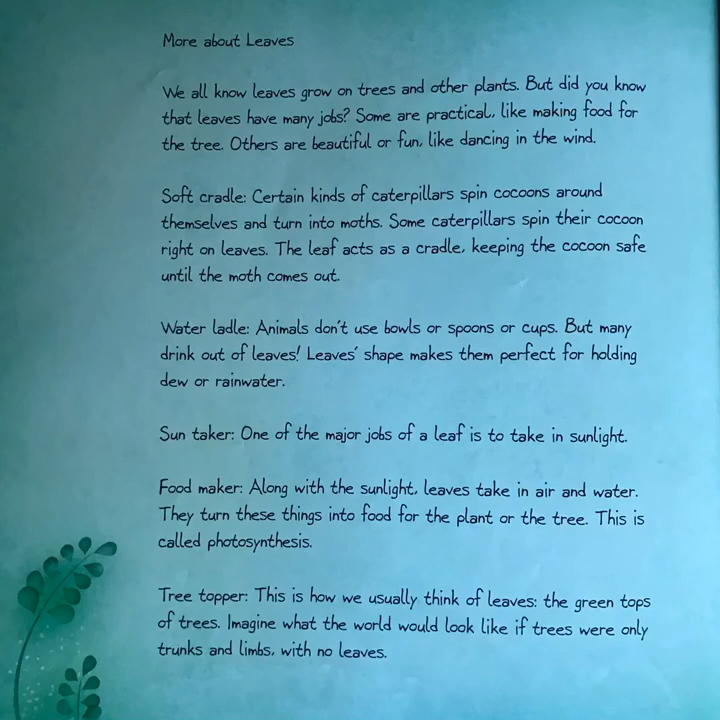 More about Leaves
We all know leaves grow on trees and other plants. But did you know
that leaves have many jobs? Some are practical, like making food for
the tree. Others are beautiful or fun, like dancing in the wind.
Soft cradle: Certain kinds of caterpillars spin cocoons around
themselves and turn into moths. Some caterpillars spin their cocoon
right on leaves. The leaf acts as a cradle, keeping the cocoon safe
until the moth comes out.
Water ladle: Animals don't use bowls or spoons or cups. But many
drink out of leaves! Leaves' shape makes them perfect for holding
dew or rainwater.
Sun taker: One of the major jobs of a leaf is to take in sunlight.
Food maker: Along with the sunlight, leaves take in air and water.
They turn these things into food for the plant or the tree. This is
called photosynthesis.
Tree topper: This is how we usually think of leaves: the green tops
of trees. Imagine what the world would look like if trees were only
trunks and limbs, with no leaves.